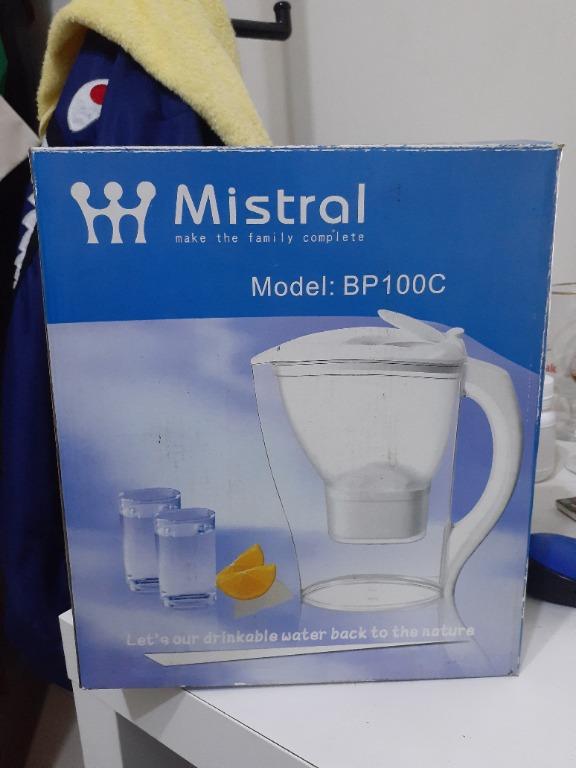 Mistral
make the family complete
Model: BP100C
Let's our drinkable water back to the nature